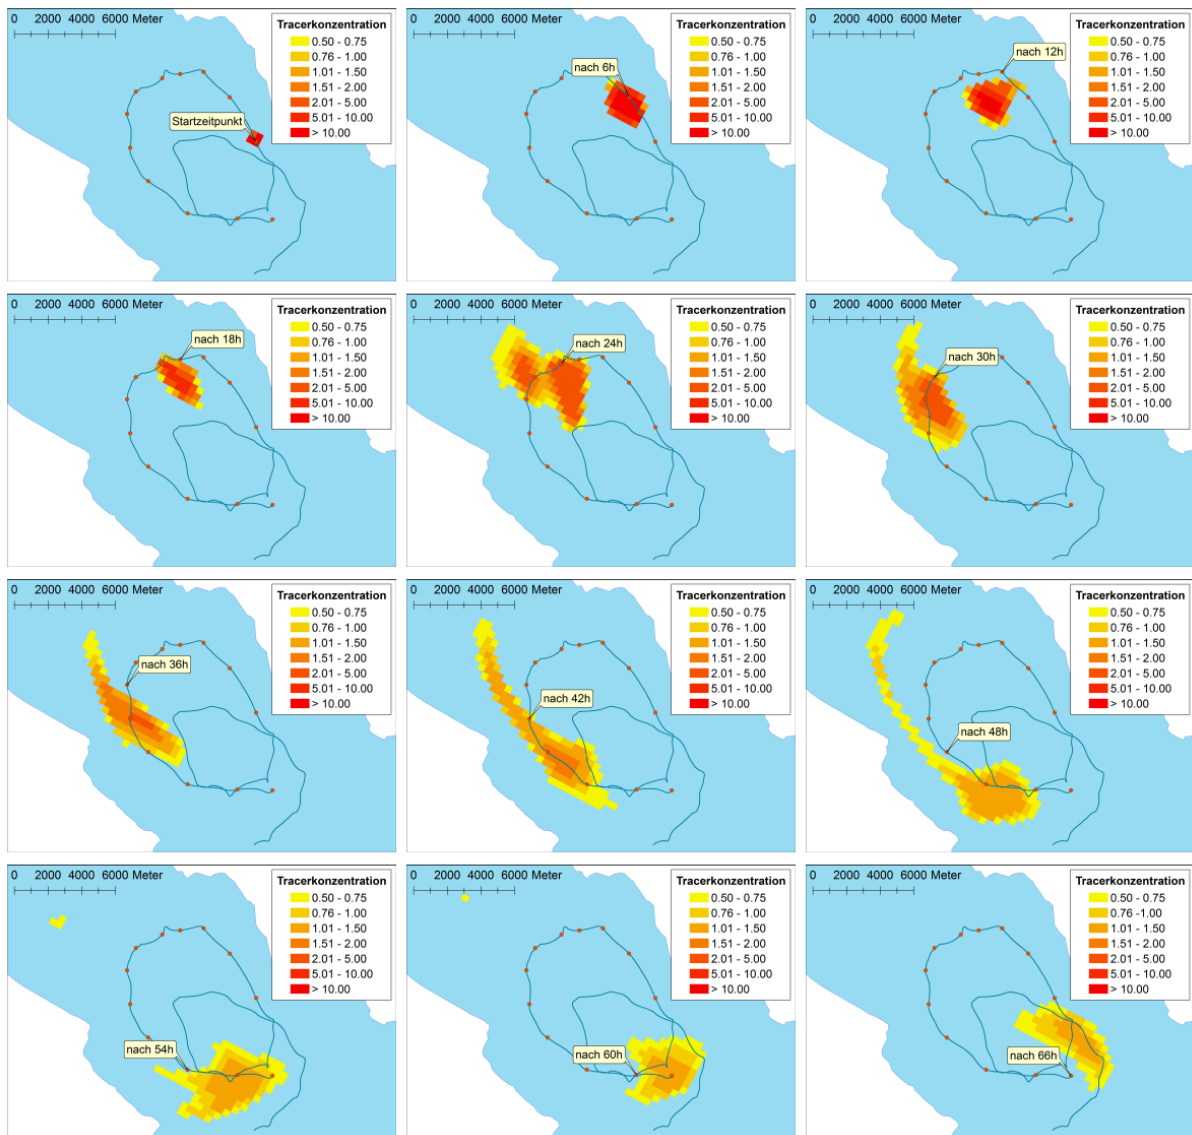 0 2000 4000 6000 Meter
Tracerkonzentration
0.50 - 0.75
0.76 - 1.00
1.01 - 1.50
1.51 - 2.00
2.01 - 5.00
5.01 - 10.00
> 10.00
Startzeitpunkt
0 2000 4000 6000 Meter
Tracerkonzentration
0.50 - 0.75
0.76 - 1.00
1.01 - 1.50
1.51 - 2.00
2.01 - 5.00
5.01 - 10.00
> 10.00
nach 6h
0 2000 4000 6000 Meter
Tracerkonzentration
0.50 - 0.75
0.76 - 1.00
1.01 - 1.50
1.51 - 2.00
2.01 - 5.00
5.01 - 10.00
> 10.00
nach 12h
0 2000 4000 6000 Meter
Tracerkonzentration
0.50 - 0.75
0.76 - 1.00
1.01 - 1.50
1.51 - 2.00
2.01 - 5.00
5.01 - 10.00
> 10.00
nach 18h
0 2000 4000 6000 Meter
Tracerkonzentration
0.50 - 0.75
0.76 - 1.00
1.01 - 1.50
1.51 - 2.00
2.01 - 5.00
5.01 - 10.00
> 10.00
nach 24h
0 2000 4000 6000 Meter
Tracerkonzentration
0.50 - 0.75
0.76 - 1.00
1.01 - 1.50
1.51 - 2.00
2.01 - 5.00
5.01 - 10.00
> 10.00
nach 30h
0 2000 4000 6000 Meter
Tracerkonzentration
0.50 - 0.75
0.76 - 1.00
1.01 - 1.50
1.51 - 2.00
2.01 - 5.00
5.01 - 10.00
> 10.00
nach 36h
0 2000 4000 6000 Meter
Tracerkonzentration
0.50 - 0.75
0.76 - 1.00
1.01 - 1.50
1.51 - 2.00
2.01 - 5.00
5.01 - 10.00
> 10.00
nach 42h
0 2000 4000 6000 Meter
Tracerkonzentration
0.50 - 0.75
0.76 - 1.00
1.01 - 1.50
1.51 - 2.00
2.01 - 5.00
5.01 - 10.00
> 10.00
nach 48h
0 2000 4000 6000 Meter
Tracerkonzentration
0.50 - 0.75
0.76 - 1.00
1.01 - 1.50
1.51 - 2.00
2.01 - 5.00
5.01 - 10.00
> 10.00
nach 54h
0 2000 4000 6000 Meter
Tracerkonzentration
0.50 - 0.75
0.76 - 1.00
1.01 - 1.50
1.51 - 2.00
2.01 - 5.00
5.01 - 10.00
> 10.00
nach 60h
0 2000 4000 6000 Meter
Tracerkonzentration
0.50 - 0.75
0.76 -1.00
1.01 - 1.50
1.51 - 2.00
2.01 - 5.00
5.01 - 10.00
> 10.00
nach 66h